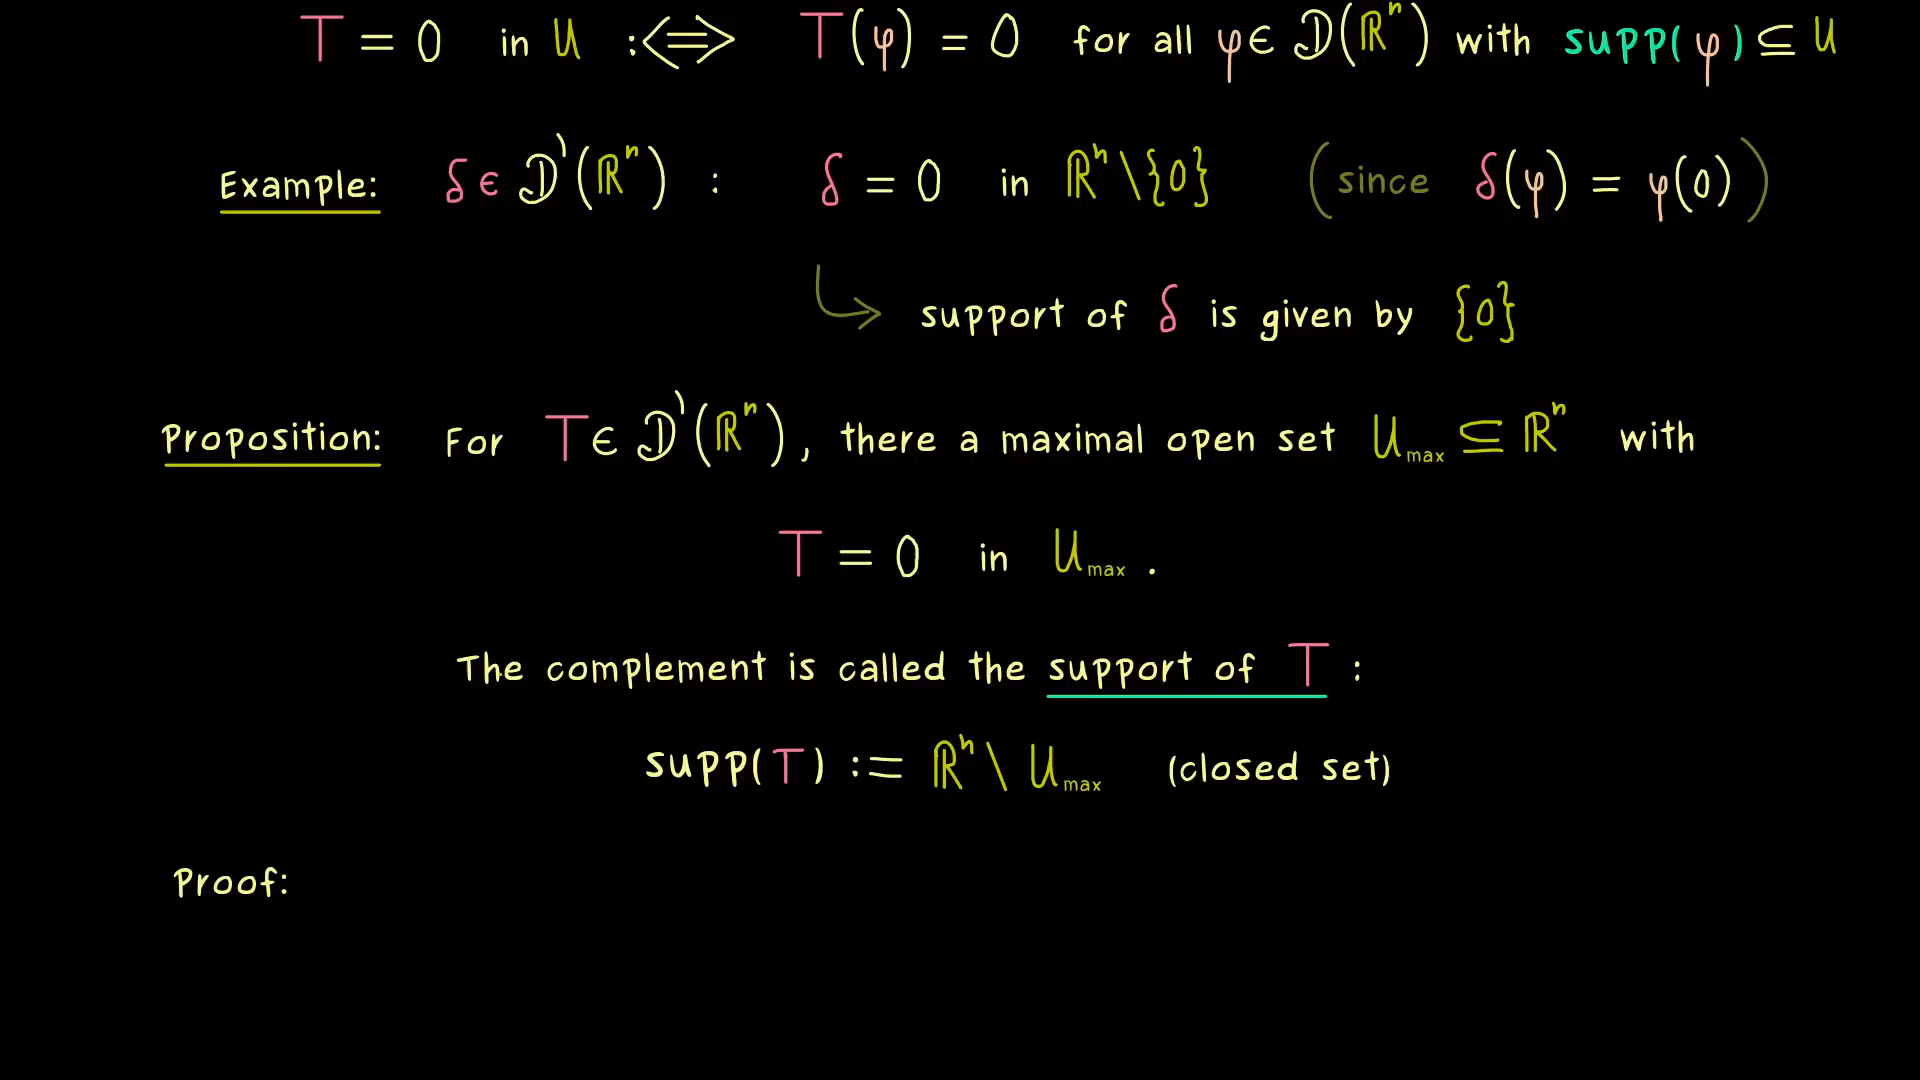 T = 0 in U :⟺ T(φ) = 0 for all φ ∈ 𝒟(ℝⁿ) with supp(φ) ⊆ U
Example: δ ∈ 𝒟'(ℝⁿ) : δ = 0 in ℝⁿ\{0} (since δ(φ) = φ(0))
↳ support of δ is given by {0}
Proposition: For T ∈ 𝒟'(ℝⁿ), there a maximal open set U_max ⊆ ℝⁿ with
T = 0 in U_max .
The complement is called the support of T :
supp(T) := ℝⁿ \ U_max (closed set)
Proof: